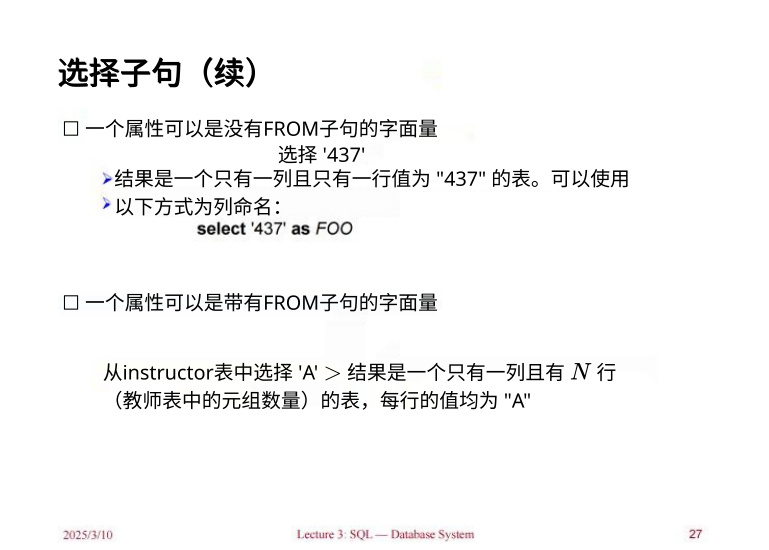 选择子句（续）
□ 一个属性可以是没有FROM子句的字面量
选择 '437'
➢结果是一个只有一列且只有一行值为 "437" 的表。可以使用
➢以下方式为列命名：
select '437' as FOO
□ 一个属性可以是带有FROM子句的字面量
从instructor表中选择 'A' > 结果是一个只有一列且有 N 行
（教师表中的元组数量）的表，每行的值均为 "A"
2025/3/10 Lecture 3: SQL — Database System 27